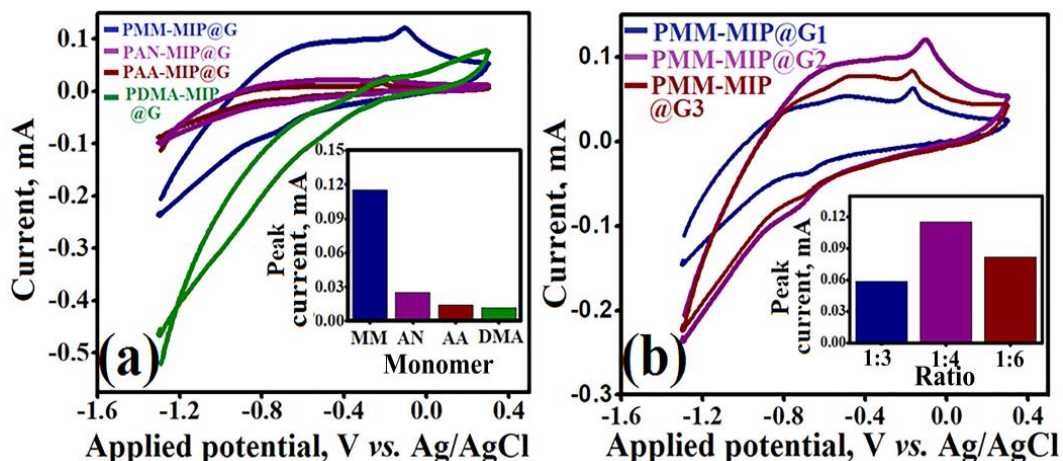 (a)
PMM-MIP@G
PAN-MIP@G
PAA-MIP@G
PDMA-MIP
@G
Current, mA
0.1
0.0
-0.1
-0.2
-0.3
-0.4
-0.5
-1.6
-1.2
-0.8
-0.4
0.0
0.4
Applied potential, V vs. Ag/AgCl
Peak
current, mA
0.15
0.12
0.09
0.06
0.03
0.00
MM
AN
AA
DMA
Monomer
(b)
PMM-MIP@G1
PMM-MIP@G2
PMM-MIP
@G3
Current, mA
0.1
0.0
-0.1
-0.2
-0.3
-1.6
-1.2
-0.8
-0.4
0.0
0.4
Applied potential, V vs. Ag/AgCl
Peak
current, mA
0.12
0.09
0.06
0.03
0.00
1:3
1:4
1:6
Ratio